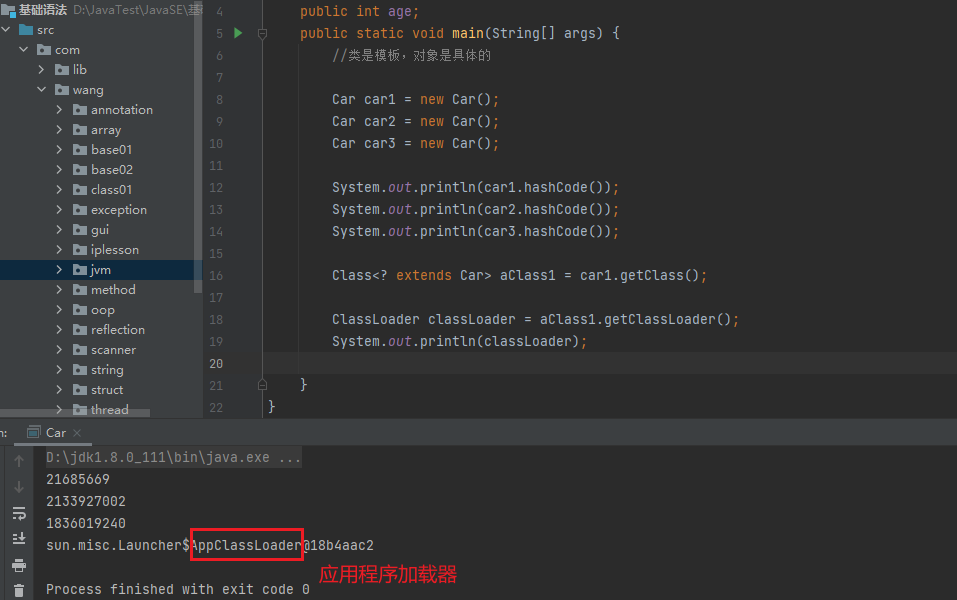 基础语法 D:\JavaTest\JavaSE\基
src
com
lib
wang
annotation
array
base01
base02
class01
exception
gui
iplesson
jvm
method
oop
reflection
scanner
string
struct
thread
4 public int age;
5 public static void main(String[] args) {
6 //类是模板，对象是具体的
7
8 Car car1 = new Car();
9 Car car2 = new Car();
10 Car car3 = new Car();
11
12 System.out.println(car1.hashCode());
13 System.out.println(car2.hashCode());
14 System.out.println(car3.hashCode());
15
16 Class<? extends Car> aClass1 = car1.getClass();
17
18 ClassLoader classLoader = aClass1.getClassLoader();
19 System.out.println(classLoader);
20
21 }
22 }
n: Car ×
D:\jdk1.8.0_111\bin\java.exe ...
21685669
2133927002
1836019240
sun.misc.Launcher$AppClassLoader@18b4aac2
应用程序加载器
Process finished with exit code 0